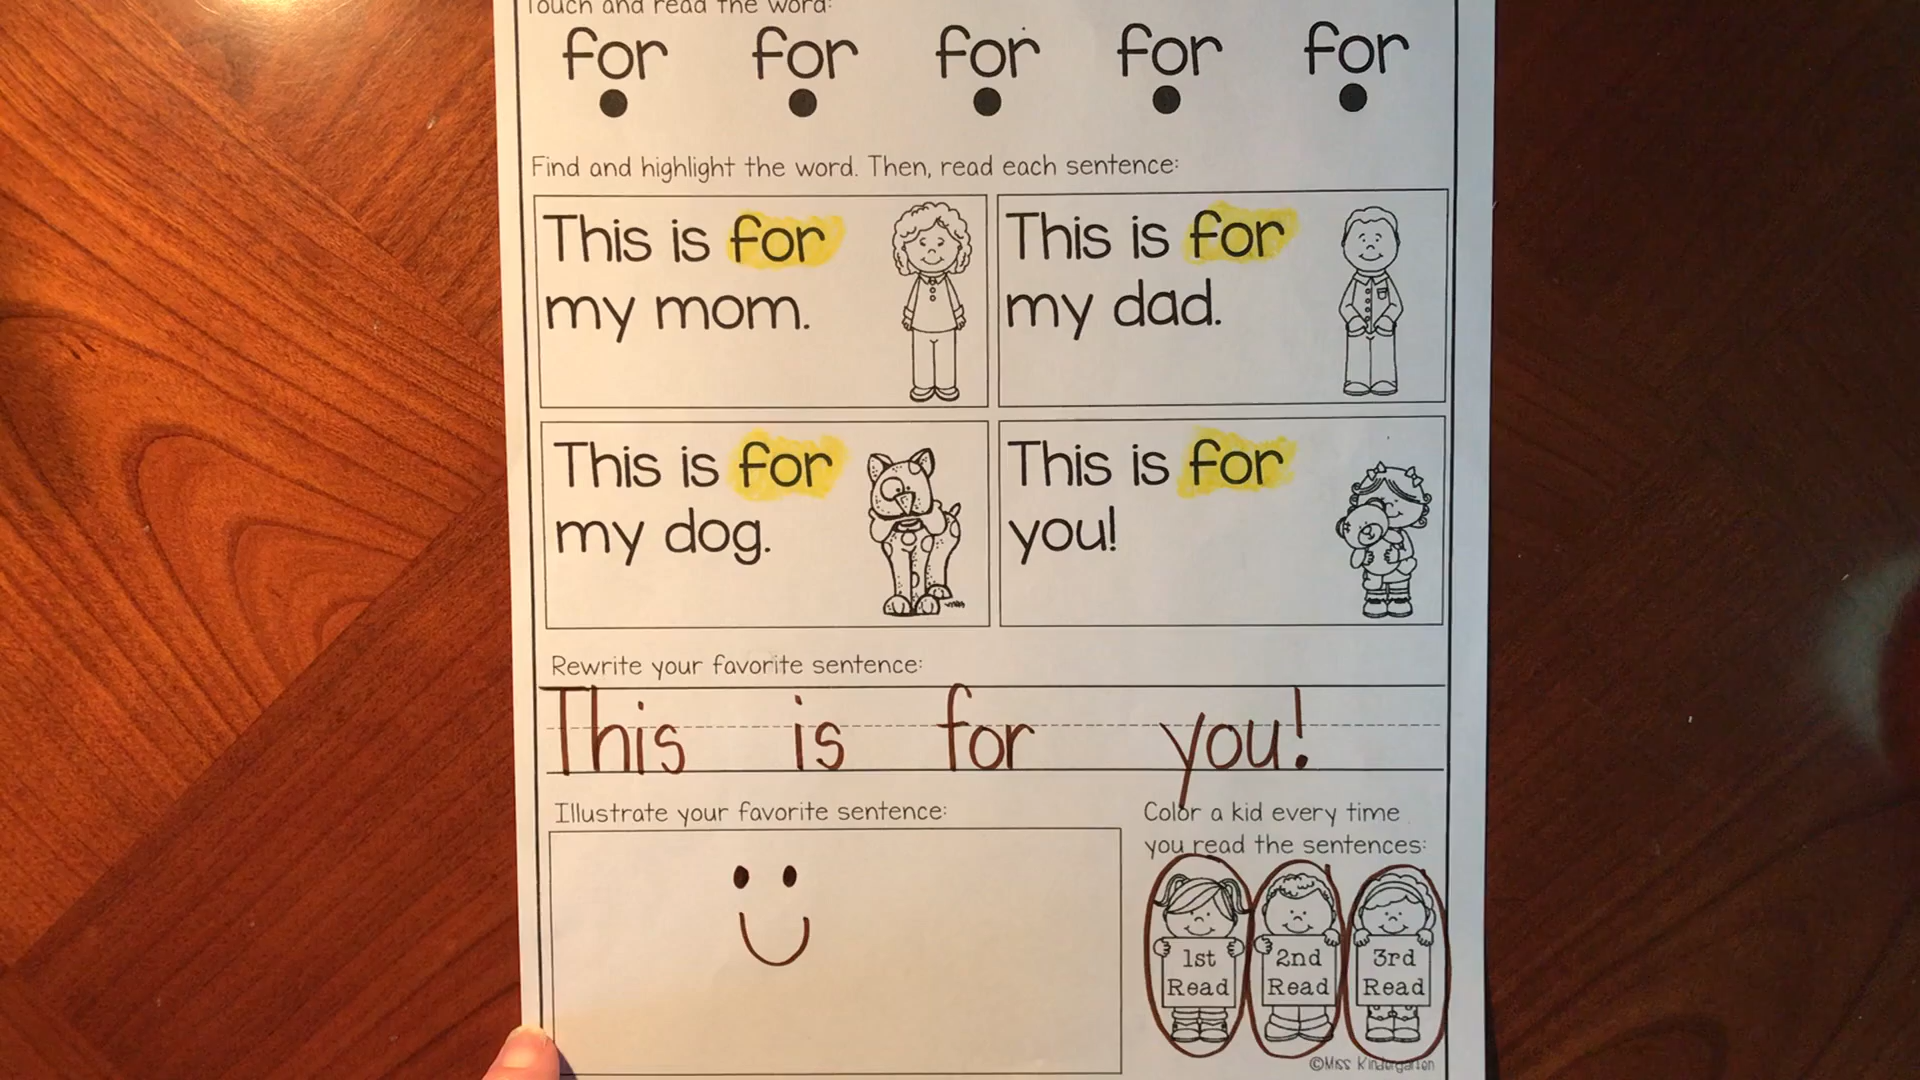 Touch and read the word:
for for for for for
Find and highlight the word. Then, read each sentence:
This is for
my mom.
This is for
my dad.
This is for
my dog.
This is for
you!
Rewrite your favorite sentence:
This is for you!
Illustrate your favorite sentence:
Color a kid every time
you read the sentences:
1st
Read
2nd
Read
3rd
Read
©Miss Kindergarten